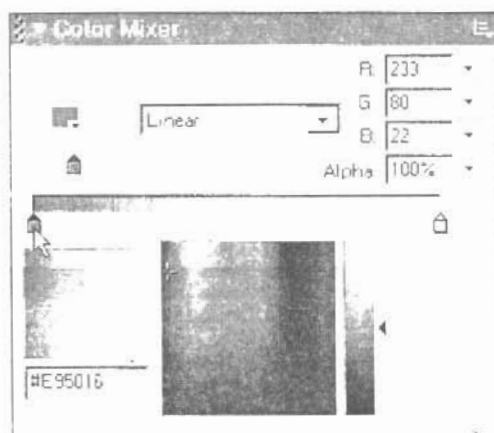 Color Mixer
R: 233
G: 80
Linear
B: 22
Alpha: 100%
#E95016